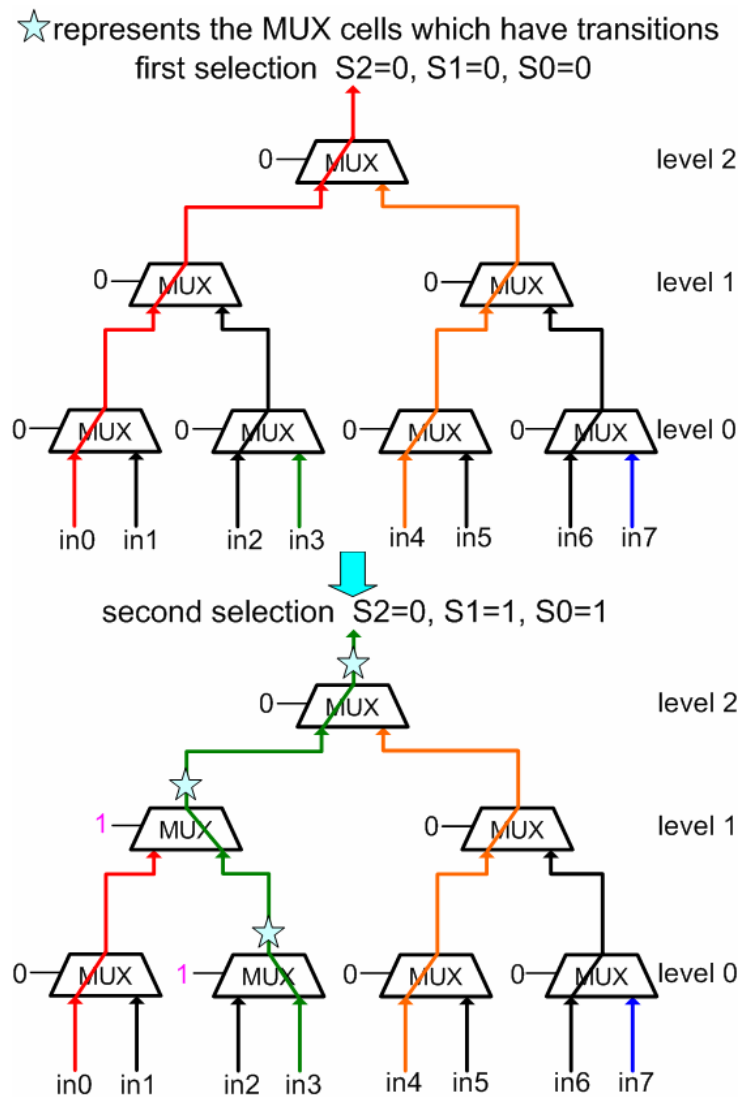 represents the MUX cells which have transitions
first selection S2=0, S1=0, S0=0
0 MUX level 2
0 MUX 0 MUX level 1
0 MUX 0 MUX 0 MUX 0 MUX level 0
in0 in1 in2 in3 in4 in5 in6 in7
second selection S2=0, S1=1, S0=1
0 MUX level 2
1 MUX 0 MUX level 1
0 MUX 1 MUX 0 MUX 0 MUX level 0
in0 in1 in2 in3 in4 in5 in6 in7